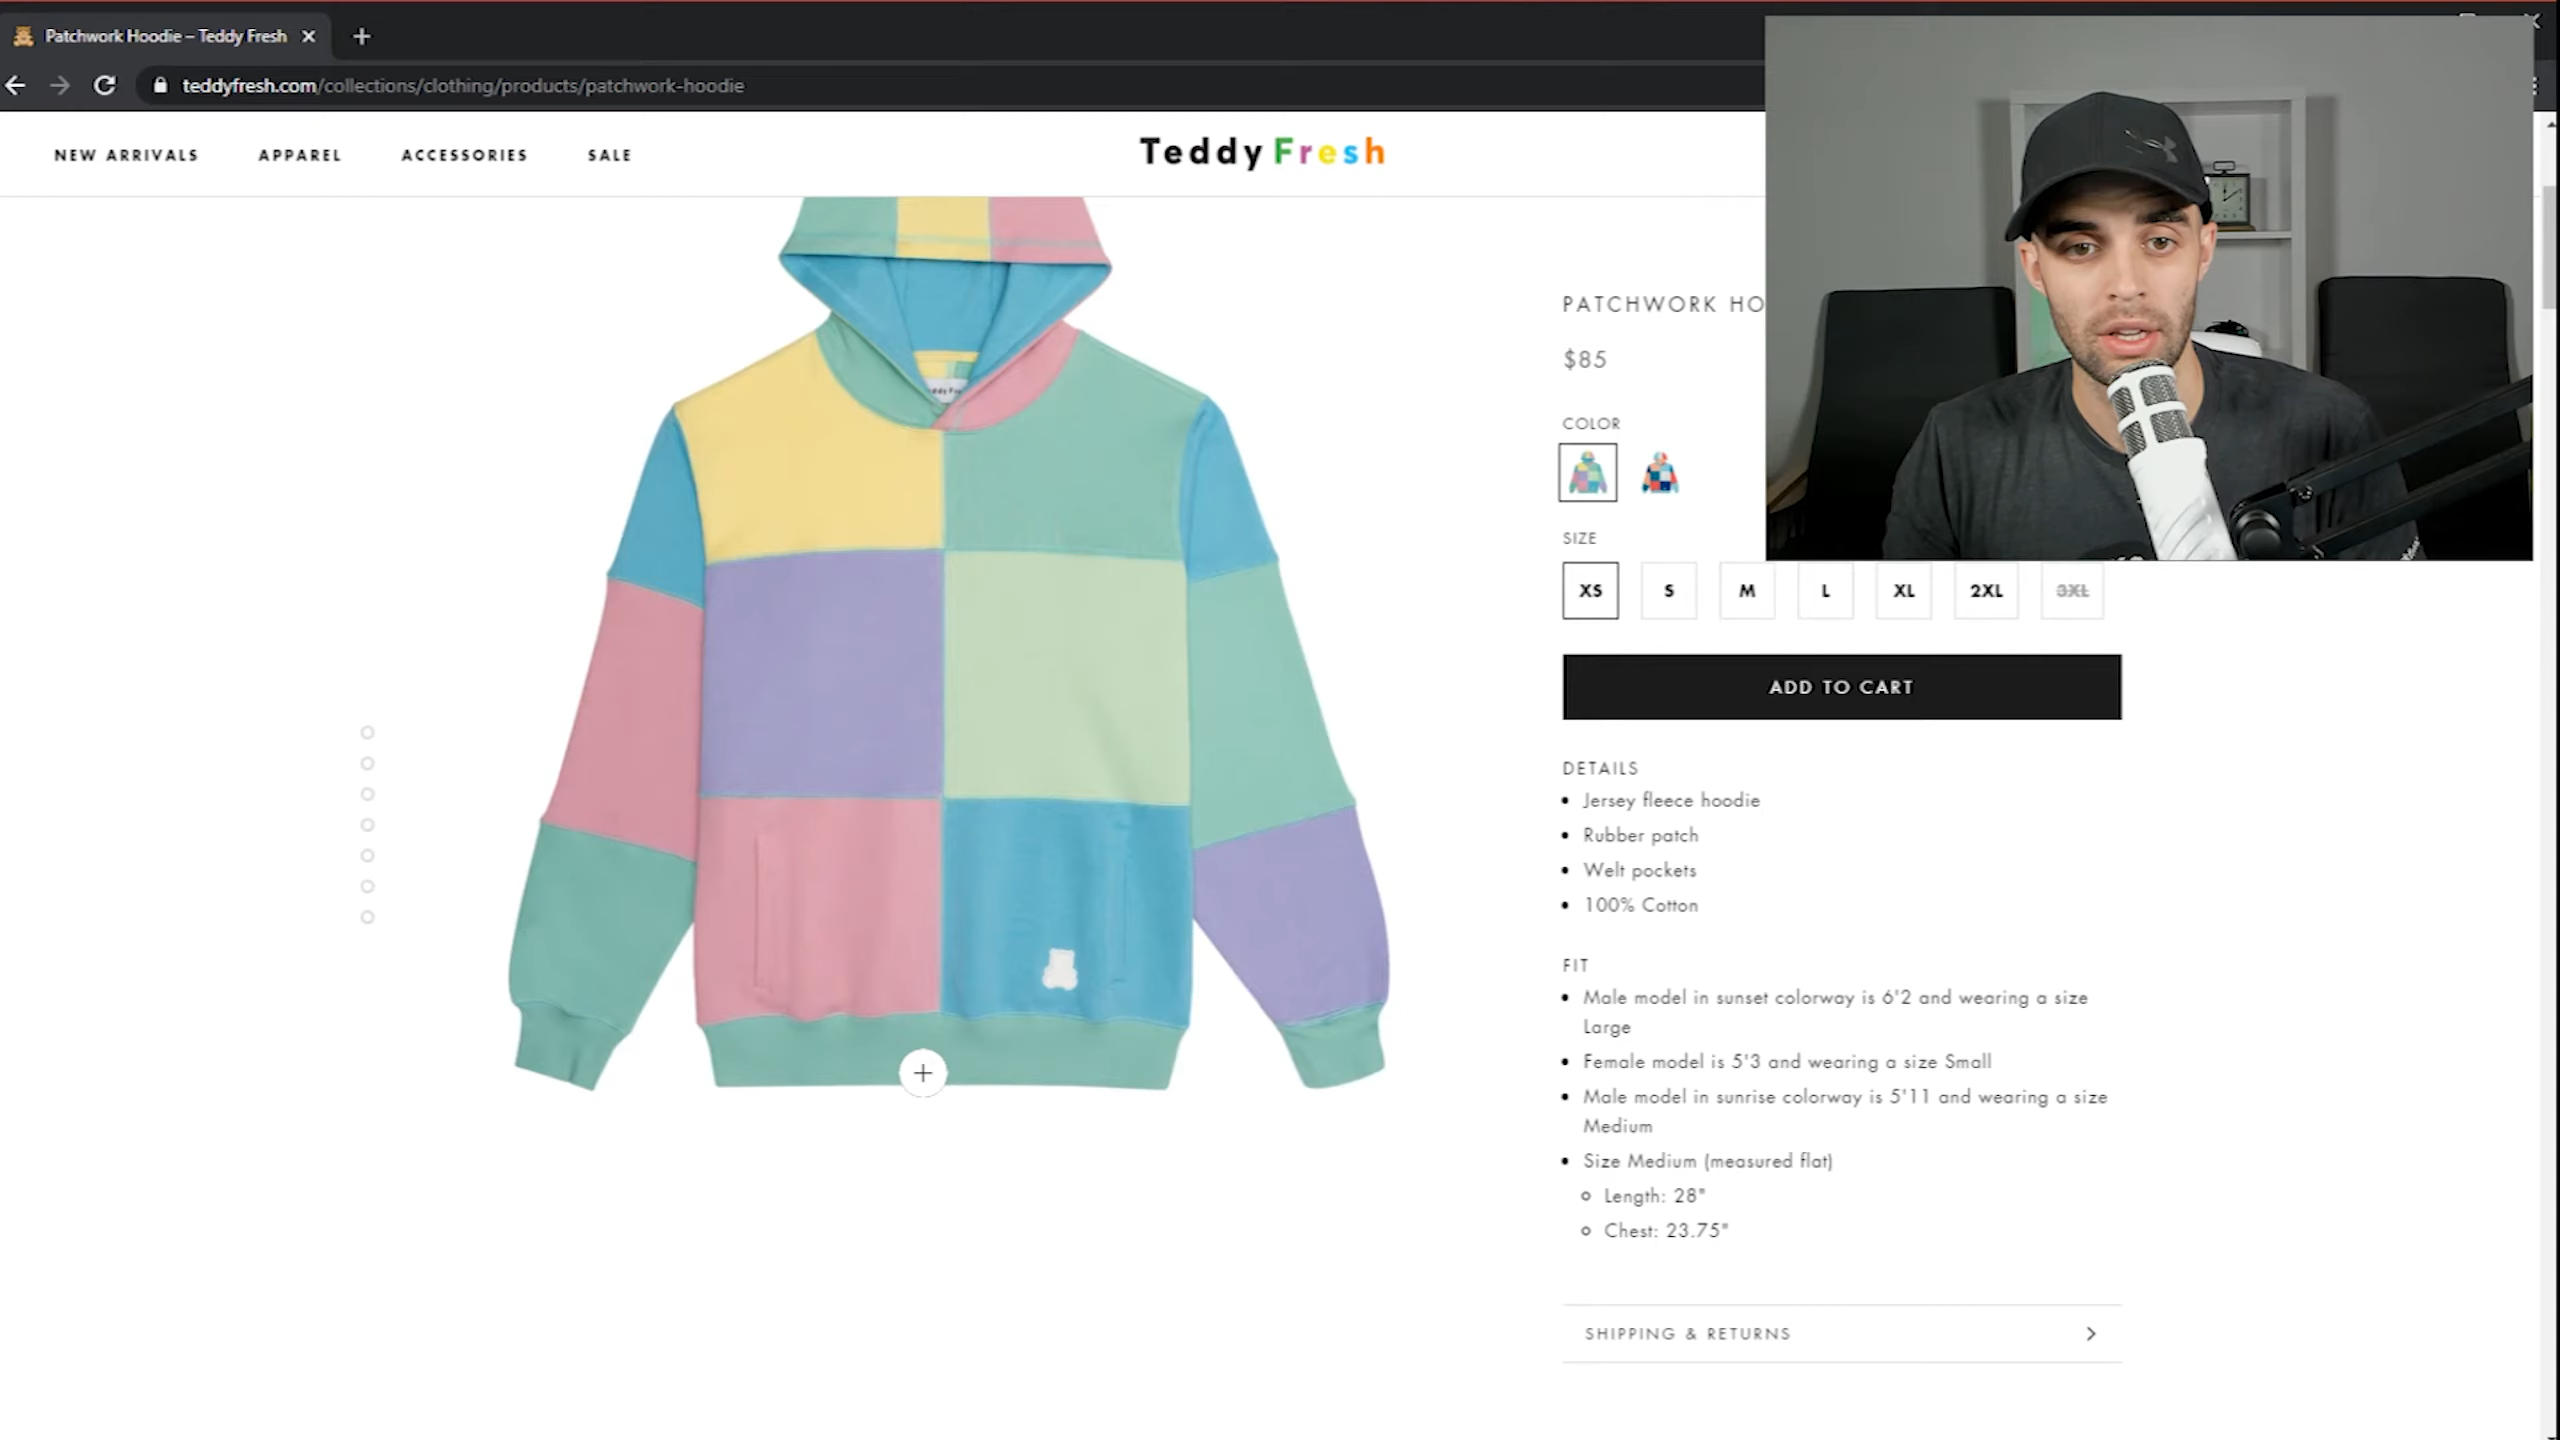 Patchwork Hoodie – Teddy Fresh
teddyfresh.com/collections/clothing/products/patchwork-hoodie
NEW ARRIVALS APPAREL ACCESSORIES SALE
Teddy Fresh
PATCHWORK HO
$85
COLOR
SIZE
XS S M L XL 2XL 3XL
ADD TO CART
DETAILS
• Jersey fleece hoodie
• Rubber patch
• Welt pockets
• 100% Cotton
FIT
• Male model in sunset colorway is 6'2 and wearing a size
Large
• Female model is 5'3 and wearing a size Small
• Male model in sunrise colorway is 5'11 and wearing a size
Medium
• Size Medium (measured flat)
Length: 28"
Chest: 23.75"
SHIPPING & RETURNS